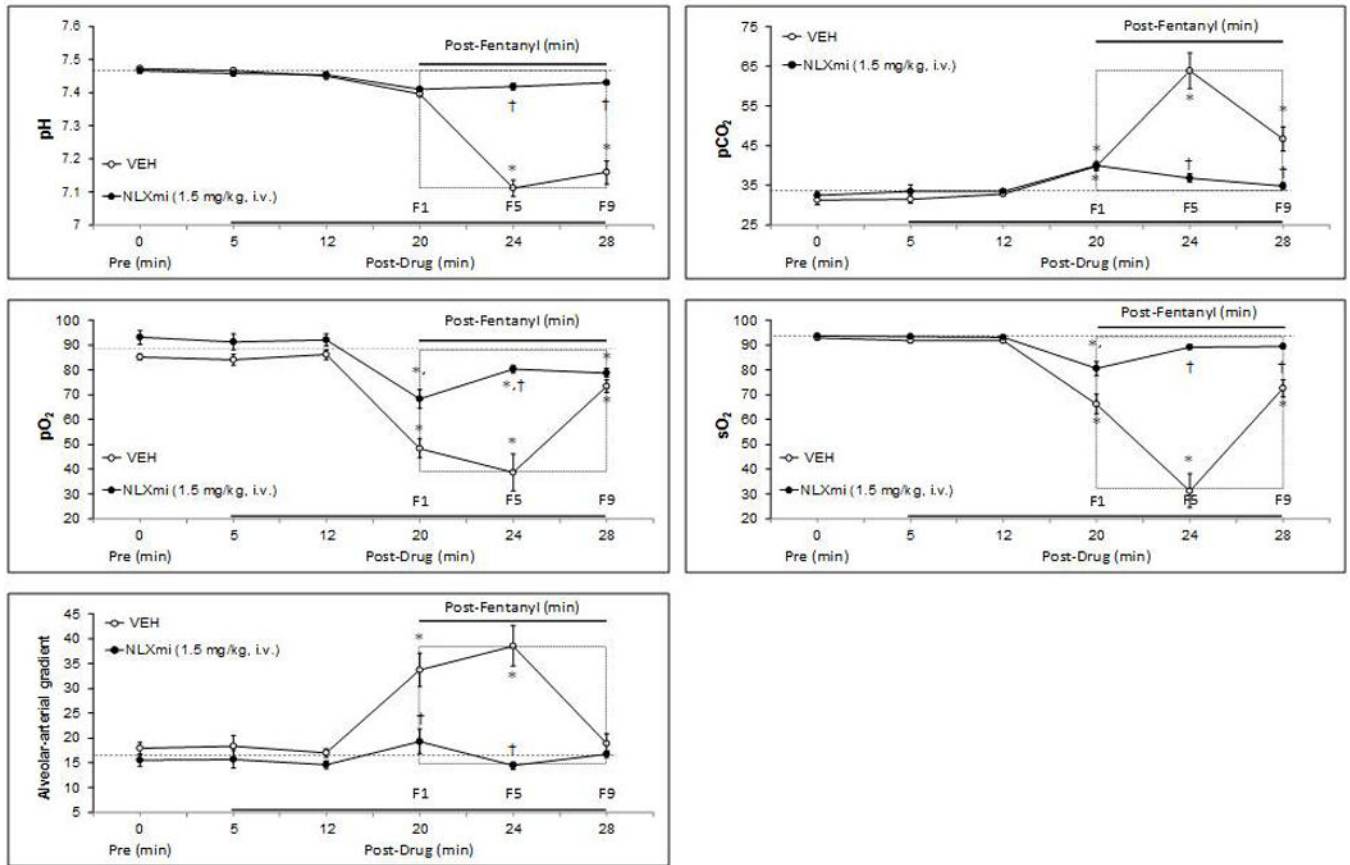 7.6
7.5
7.4
7.3
7.2
7.1
7
pH
Post-Fentanyl (min)
VEH
NLXmi (1.5 mg/kg, i.v.)
†
†
*
*
F1
F5
F9
0
5
12
20
24
28
Pre (min)
Post-Drug (min)
75
65
55
45
35
25
pCO2
VEH
NLXmi (1.5 mg/kg, i.v.)
Post-Fentanyl (min)
*
*
*
†
†
*
F1
F5
F9
0
5
12
20
24
28
Pre (min)
Post-Drug (min)
100
90
80
70
60
50
40
30
20
pO2
Post-Fentanyl (min)
VEH
NLXmi (1.5 mg/kg, i.v.)
*,
*
*,†
*
*
*
F1
F5
F9
0
5
12
20
24
28
Pre (min)
Post-Drug (min)
100
90
80
70
60
50
40
30
20
sO2
Post-Fentanyl (min)
VEH
NLXmi (1.5 mg/kg, i.v.)
*,
†
†
*
*
*
F1
F5
F9
0
5
12
20
24
28
Pre (min)
Post-Drug (min)
45
40
35
30
25
20
15
10
5
Alveolar-arterial gradient
VEH
NLXmi (1.5 mg/kg, i.v.)
Post-Fentanyl (min)
*
*
†
†
F1
F5
F9
0
5
12
20
24
28
Pre (min)
Post-Drug (min)